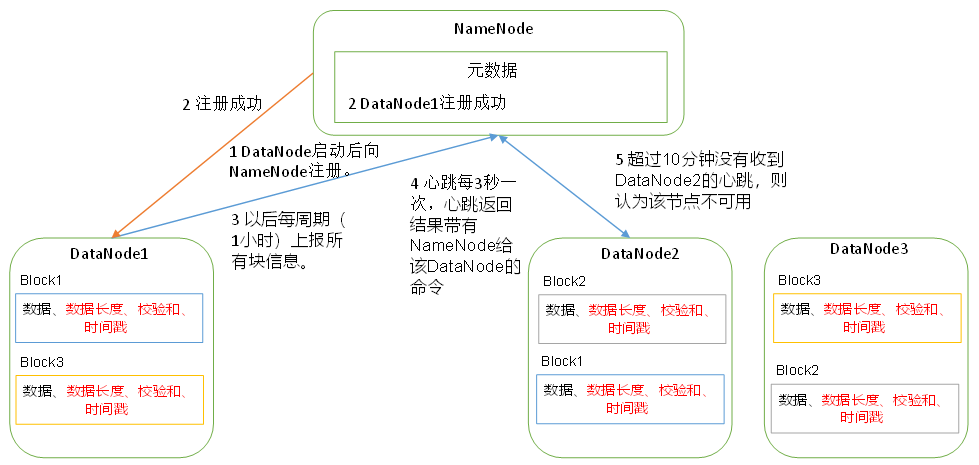 NameNode
元数据
2 DataNode1注册成功
2 注册成功
1 DataNode启动后向
NameNode注册。
3 以后每周期（
1小时）上报所
有块信息。
4 心跳每3秒一
次，心跳返回
结果带有
NameNode给
该DataNode的
命令
5 超过10分钟没有收到
DataNode2的心跳，则
认为该节点不可用
DataNode1
Block1
数据、数据长度、校验和、
时间戳
Block3
数据、数据长度、校验和、
时间戳
DataNode2
Block2
数据、数据长度、校验和、
时间戳
Block1
数据、数据长度、校验和、
时间戳
DataNode3
Block3
数据、数据长度、校验和、
时间戳
Block2
数据、数据长度、校验和、
时间戳